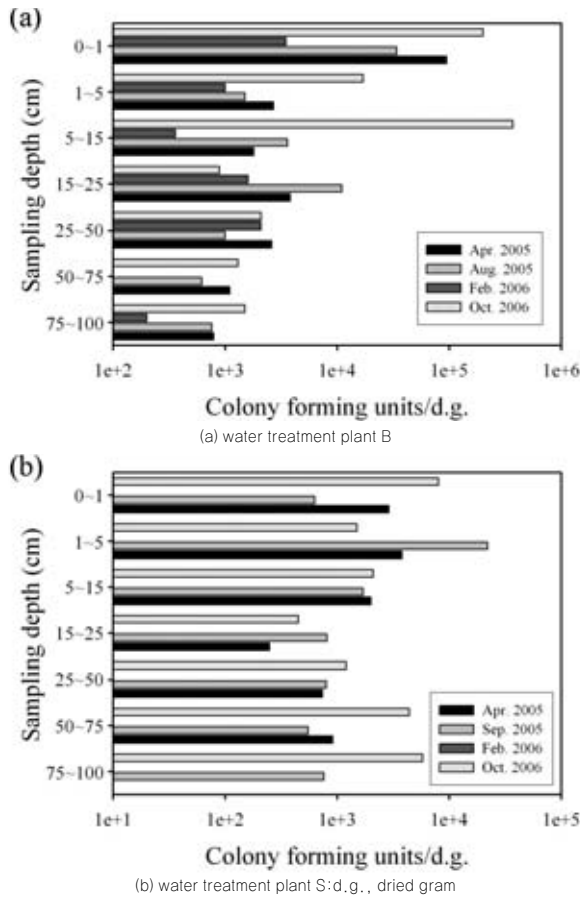 (a)
Sampling depth (cm)
0~1
1~5
5~15
15~25
25~50
50~75
75~100
Apr. 2005
Aug. 2005
Feb. 2006
Oct. 2006
1e+2 1e+3 1e+4 1e+5 1e+6
Colony forming units/d.g.
(a) water treatment plant B
(b)
Sampling depth (cm)
0~1
1~5
5~15
15~25
25~50
50~75
75~100
Apr. 2005
Sep. 2005
Feb. 2006
Oct. 2006
1e+1 1e+2 1e+3 1e+4 1e+5
Colony forming units/d.g.
(b) water treatment plant S:d.g., dried gram